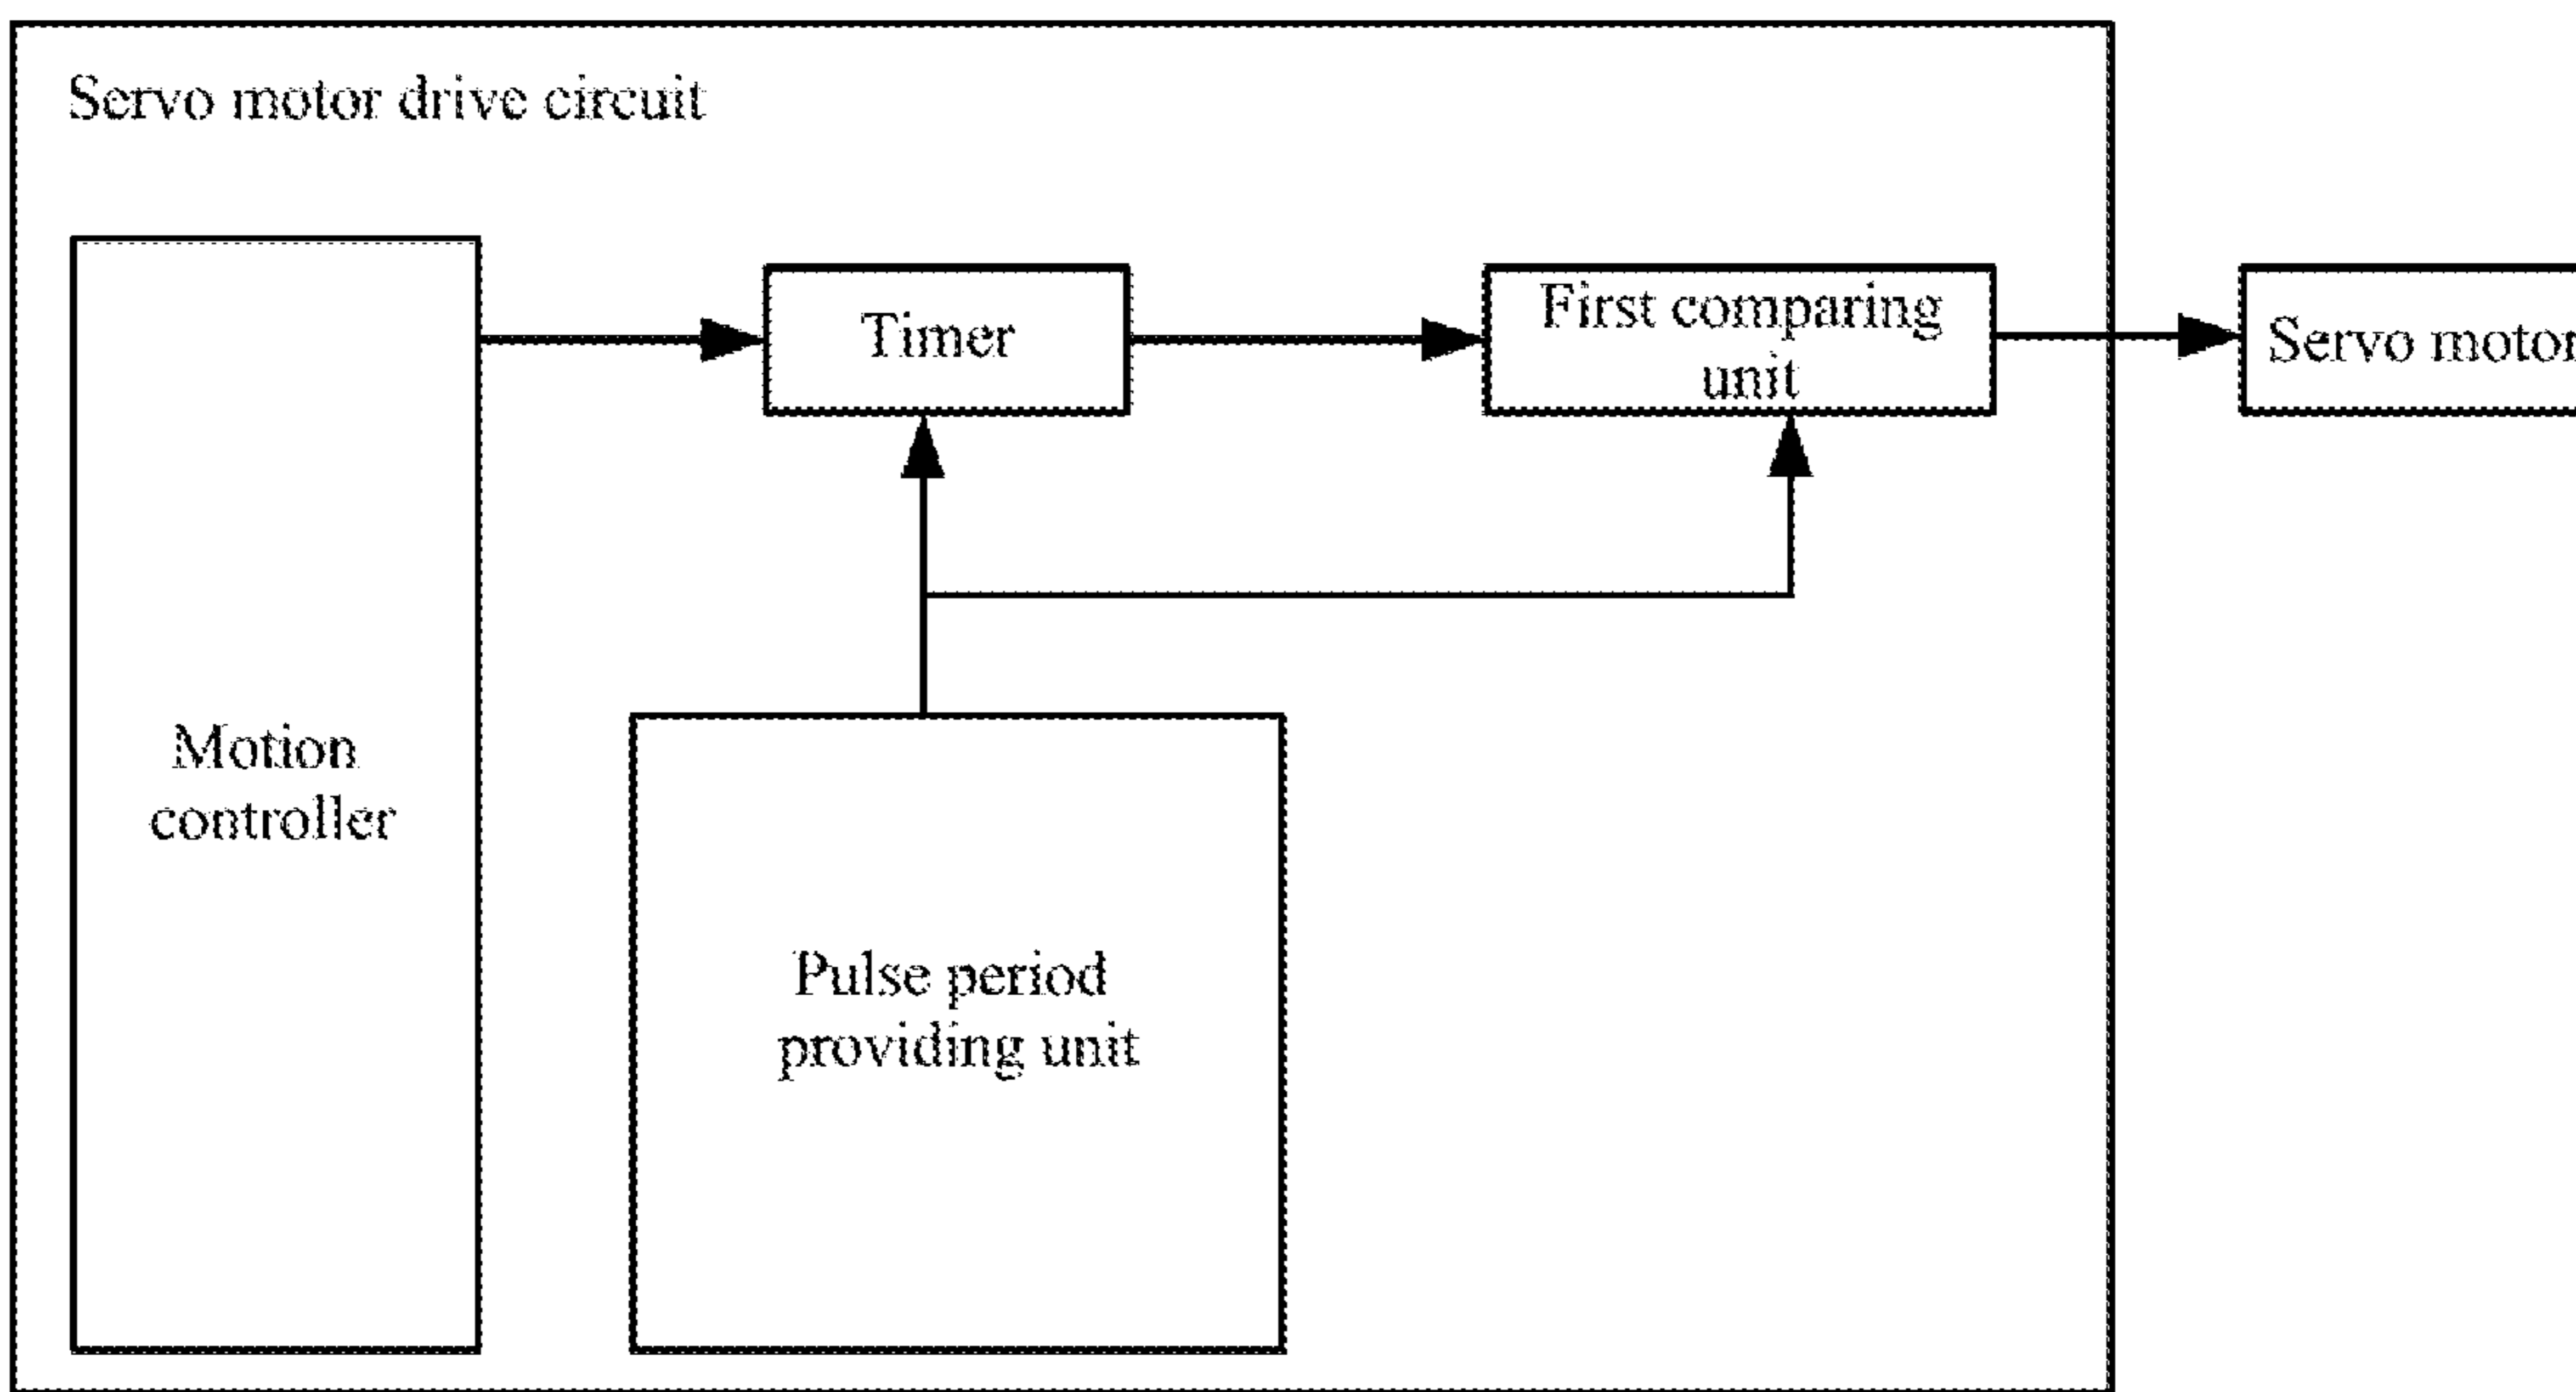 Servo motor drive circuit
Timer
First comparing
unit
Servo motor
Motion
controller
Pulse period
providing unit